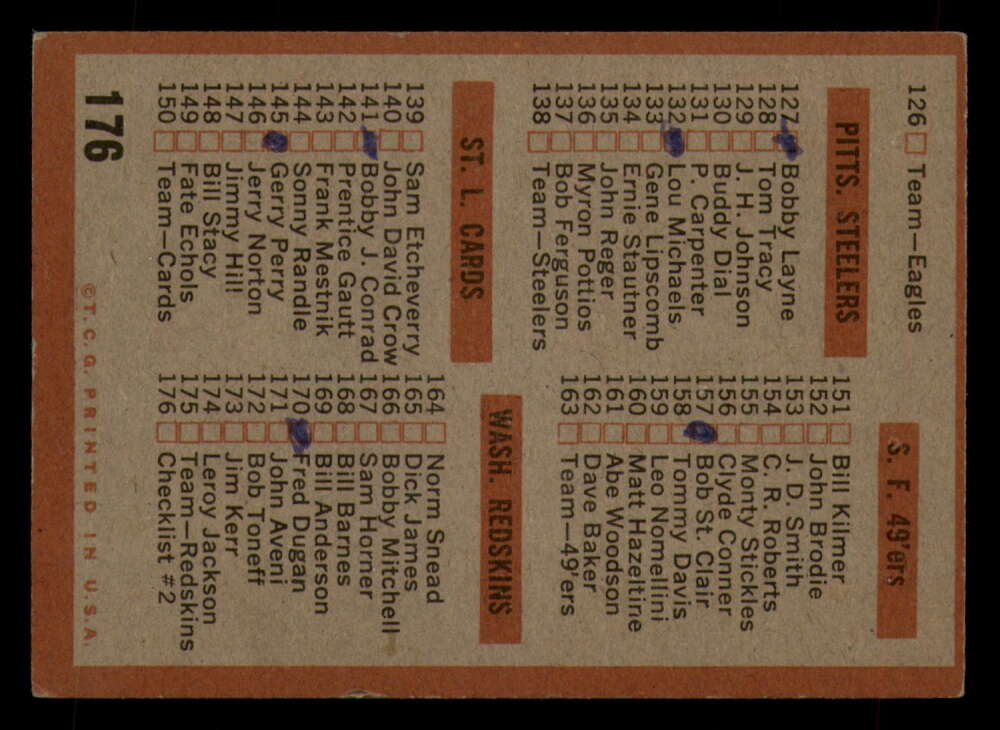 126 Team—Eagles
PITTS. STEELERS
127 Bobby Layne
128 Tom Tracy
129 J. H. Johnson
130 Buddy Dial
131 P. Carpenter
132 Lou Michaels
133 Gene Lipscomb
134 Ernie Stautner
135 John Reger
136 Myron Pottios
137 Bob Ferguson
138 Team—Steelers
ST. L. CARDS
139 Sam Etcheverry
140 John David Crow
141 Bobby J. Conrad
142 Prentice Gautt
143 Frank Mestnik
144 Sonny Randle
145 Gerry Perry
146 Jerry Norton
147 Jimmy Hill
148 Bill Stacy
149 Fate Echols
150 Team—Cards
S. F. 49'ers
151 Bill Kilmer
152 John Brodie
153 J. D. Smith
154 C. R. Roberts
155 Monty Stickles
156 Clyde Conner
157 Bob St. Clair
158 Tommy Davis
159 Leo Nomellini
160 Matt Hazeltine
161 Abe Woodson
162 Dave Baker
163 Team—49'ers
WASH. REDSKINS
164 Norm Snead
165 Dick James
166 Bobby Mitchell
167 Sam Horner
168 Bill Barnes
169 Bill Anderson
170 Fred Dugan
171 John Aveni
172 Bob Toneff
173 Jim Kerr
174 Leroy Jackson
175 Team—Redskins
176 Checklist #2
176
©T.C.G. PRINTED IN U.S.A.